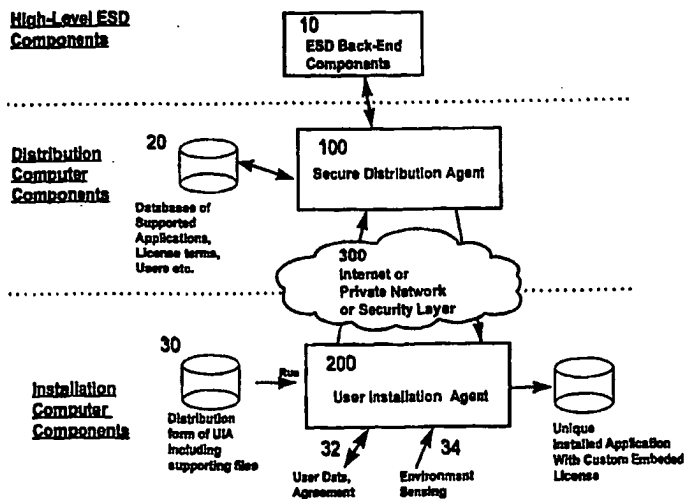 High-Level ESD
Components
10
ESD Back-End
Components
Distribution
Computer
Components
20
Databases of
Supported
Applications,
License terms,
Users etc.
100
Secure Distribution Agent
300
Internet or
Private Network
or Security Layer
Installation
Computer
Components
30
Distribution
form of UIA
including
supporting files
Run
200
User Installation Agent
32
User Data,
Agreement
34
Environment
Sensing
Unique
Installed Application
With Custom Embeded
License